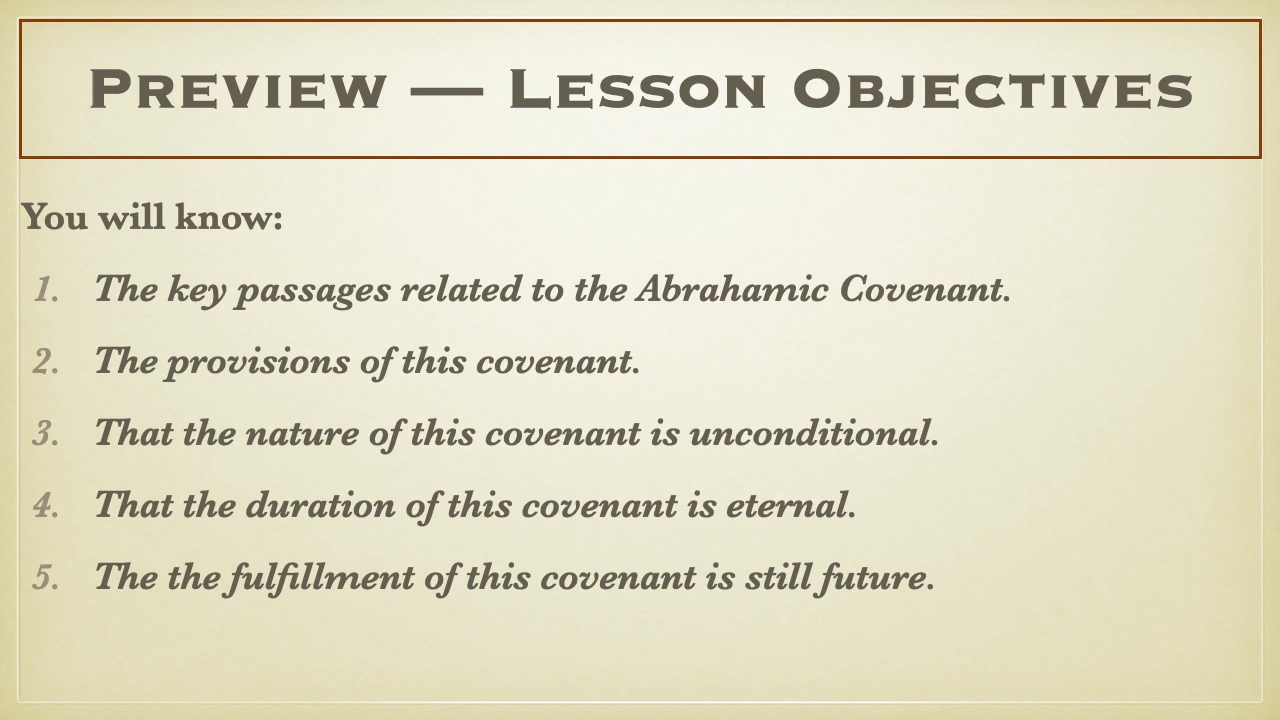 Preview — Lesson Objectives
You will know:
1. The key passages related to the Abrahamic Covenant.
2. The provisions of this covenant.
3. That the nature of this covenant is unconditional.
4. That the duration of this covenant is eternal.
5. The the fulfillment of this covenant is still future.